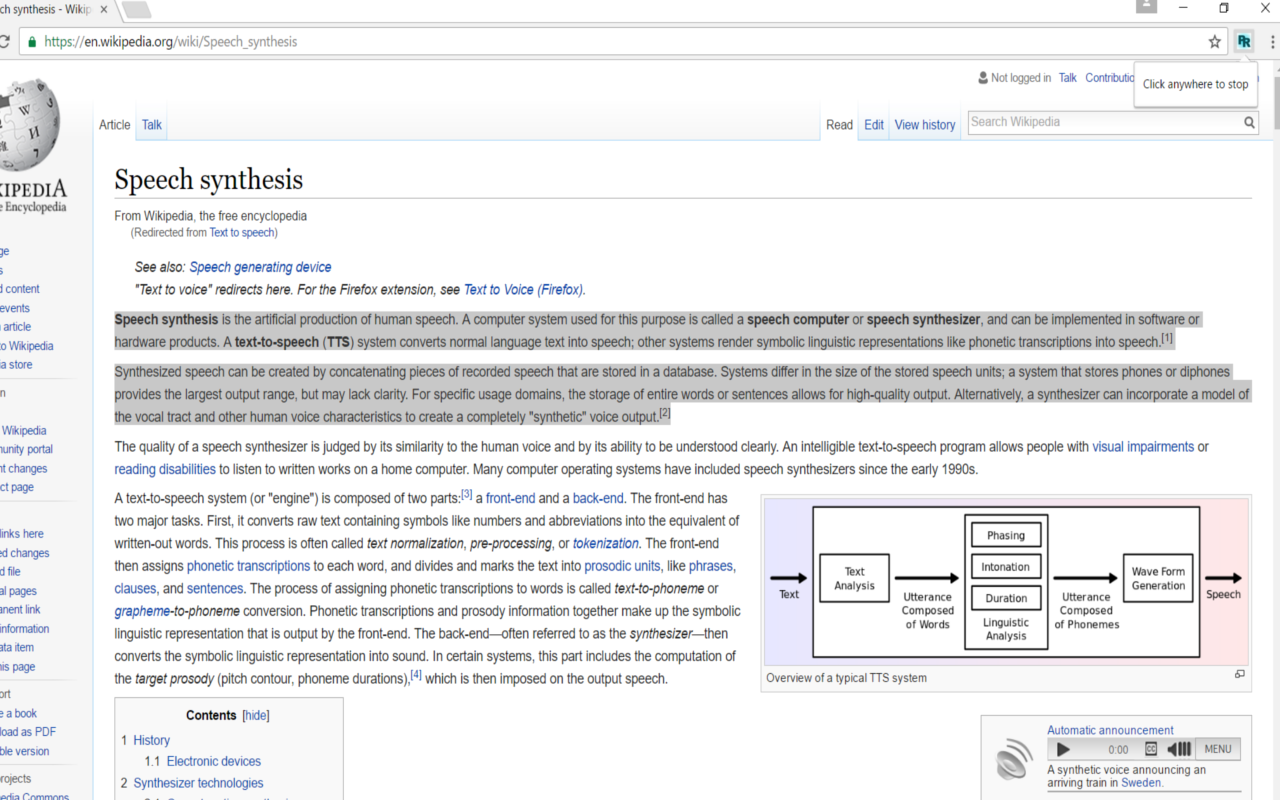 ch synthesis - Wikip
https://en.wikipedia.org/wiki/Speech_synthesis
PR
Click anywhere to stop
Not logged in Talk Contributio
Article Talk
Read Edit View history
Search Wikipedia
KIPEDIA
e Encyclopedia
Speech synthesis
From Wikipedia, the free encyclopedia
(Redirected from Text to speech)
See also: Speech generating device
"Text to voice" redirects here. For the Firefox extension, see Text to Voice (Firefox).
Speech synthesis is the artificial production of human speech. A computer system used for this purpose is called a speech computer or speech synthesizer, and can be implemented in software or
hardware products. A text-to-speech (TTS) system converts normal language text into speech; other systems render symbolic linguistic representations like phonetic transcriptions into speech.[1]
Synthesized speech can be created by concatenating pieces of recorded speech that are stored in a database. Systems differ in the size of the stored speech units; a system that stores phones or diphones
provides the largest output range, but may lack clarity. For specific usage domains, the storage of entire words or sentences allows for high-quality output. Alternatively, a synthesizer can incorporate a model of
the vocal tract and other human voice characteristics to create a completely "synthetic" voice output.[2]
The quality of a speech synthesizer is judged by its similarity to the human voice and by its ability to be understood clearly. An intelligible text-to-speech program allows people with visual impairments or
reading disabilities to listen to written works on a home computer. Many computer operating systems have included speech synthesizers since the early 1990s.
A text-to-speech system (or "engine") is composed of two parts:[3] a front-end and a back-end. The front-end has
two major tasks. First, it converts raw text containing symbols like numbers and abbreviations into the equivalent of
written-out words. This process is often called text normalization, pre-processing, or tokenization. The front-end
then assigns phonetic transcriptions to each word, and divides and marks the text into prosodic units, like phrases,
clauses, and sentences. The process of assigning phonetic transcriptions to words is called text-to-phoneme or
grapheme-to-phoneme conversion. Phonetic transcriptions and prosody information together make up the symbolic
linguistic representation that is output by the front-end. The back-end—often referred to as the synthesizer—then
converts the symbolic linguistic representation into sound. In certain systems, this part includes the computation of
the target prosody (pitch contour, phoneme durations),[4] which is then imposed on the output speech.
Text
Text
Analysis
Utterance
Composed
of Words
Phasing
Intonation
Duration
Linguistic
Analysis
Utterance
Composed
of Phonemes
Wave Form
Generation
Speech
Overview of a typical TTS system
Contents [hide]
1 History
1.1 Electronic devices
2 Synthesizer technologies
Automatic announcement
0:00 CC MENU
A synthetic voice announcing an
arriving train in Sweden.
ge
s
d content
events
article
to Wikipedia
ia store
n
Wikipedia
munity portal
nt changes
ct page
links here
ed changes
d file
al pages
anent link
information
ata item
his page
ort
e a book
load as PDF
ble version
rojects
edia Commons